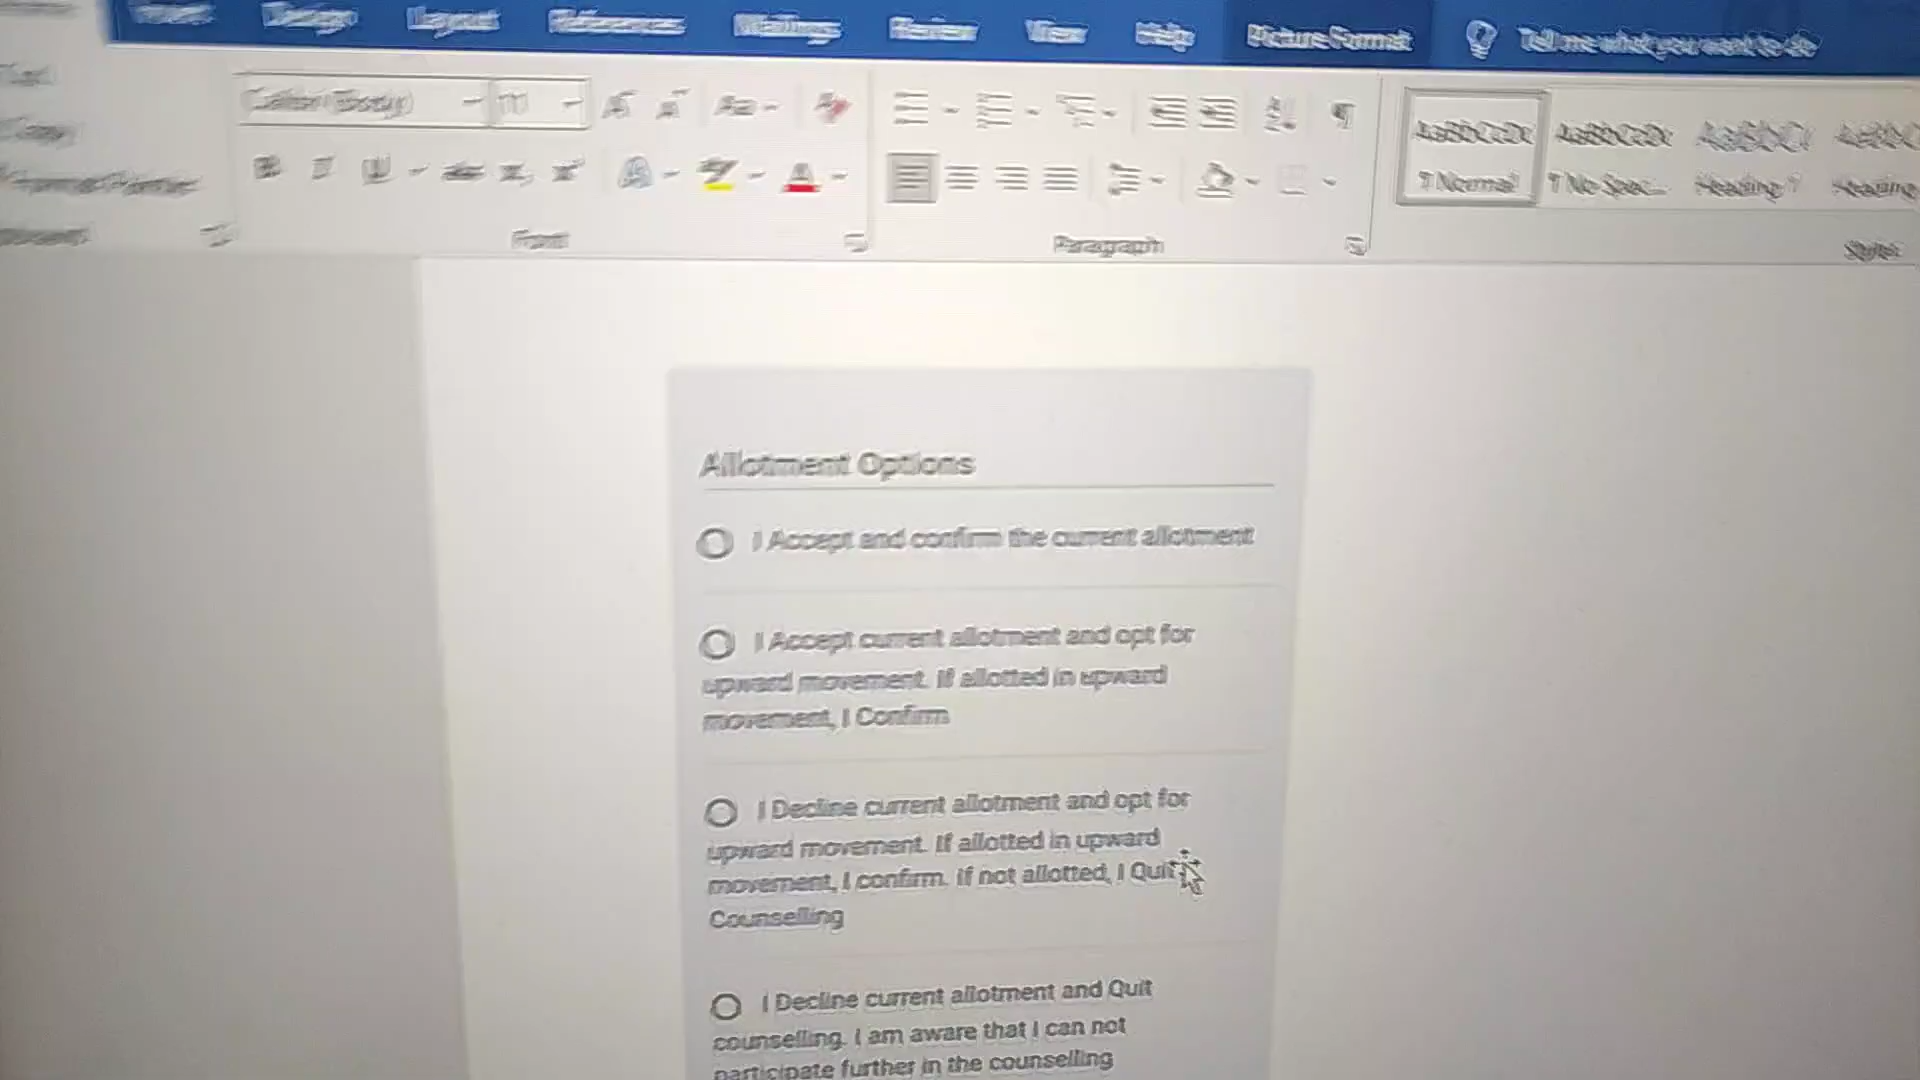 Design Layout References Mailings Review View Help Picture Format Tell me what you want to do
Calibri (Body) 11
Font Paragraph Styles
¶ Normal ¶ No Spac... Heading 1 Heading
Allotment Options
I Accept and confirm the current allotment
I Accept current allotment and opt for
upward movement. If allotted in upward
movement, I Confirm
I Decline current allotment and opt for
upward movement. If allotted in upward
movement, I confirm. If not allotted, I Quit
Counselling
I Decline current allotment and Quit
counselling. I am aware that I can not
participate further in the counselling